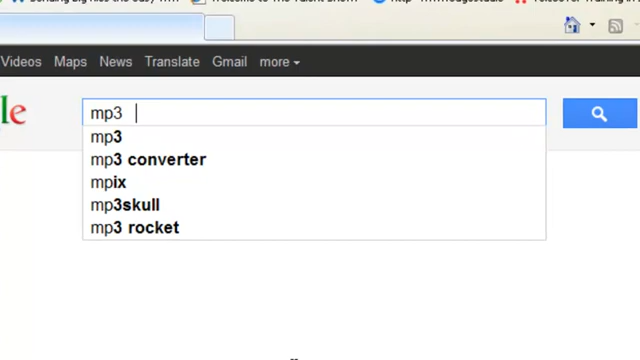 Videos Maps News Translate Gmail more
le
mp3
mp3
mp3 converter
mpix
mp3skull
mp3 rocket